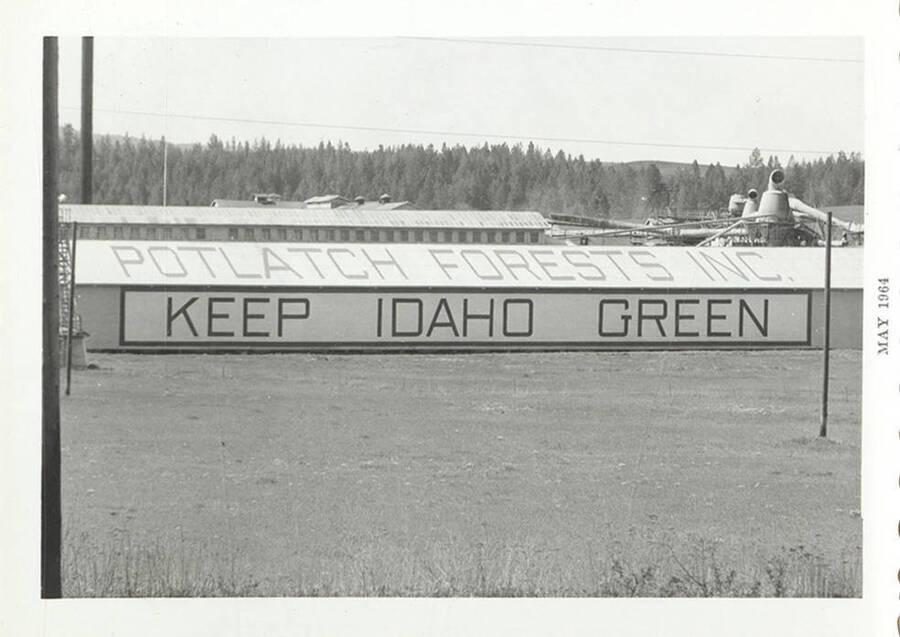 POTLATCH FORESTS INC.
KEEP IDAHO GREEN
MAY 1964